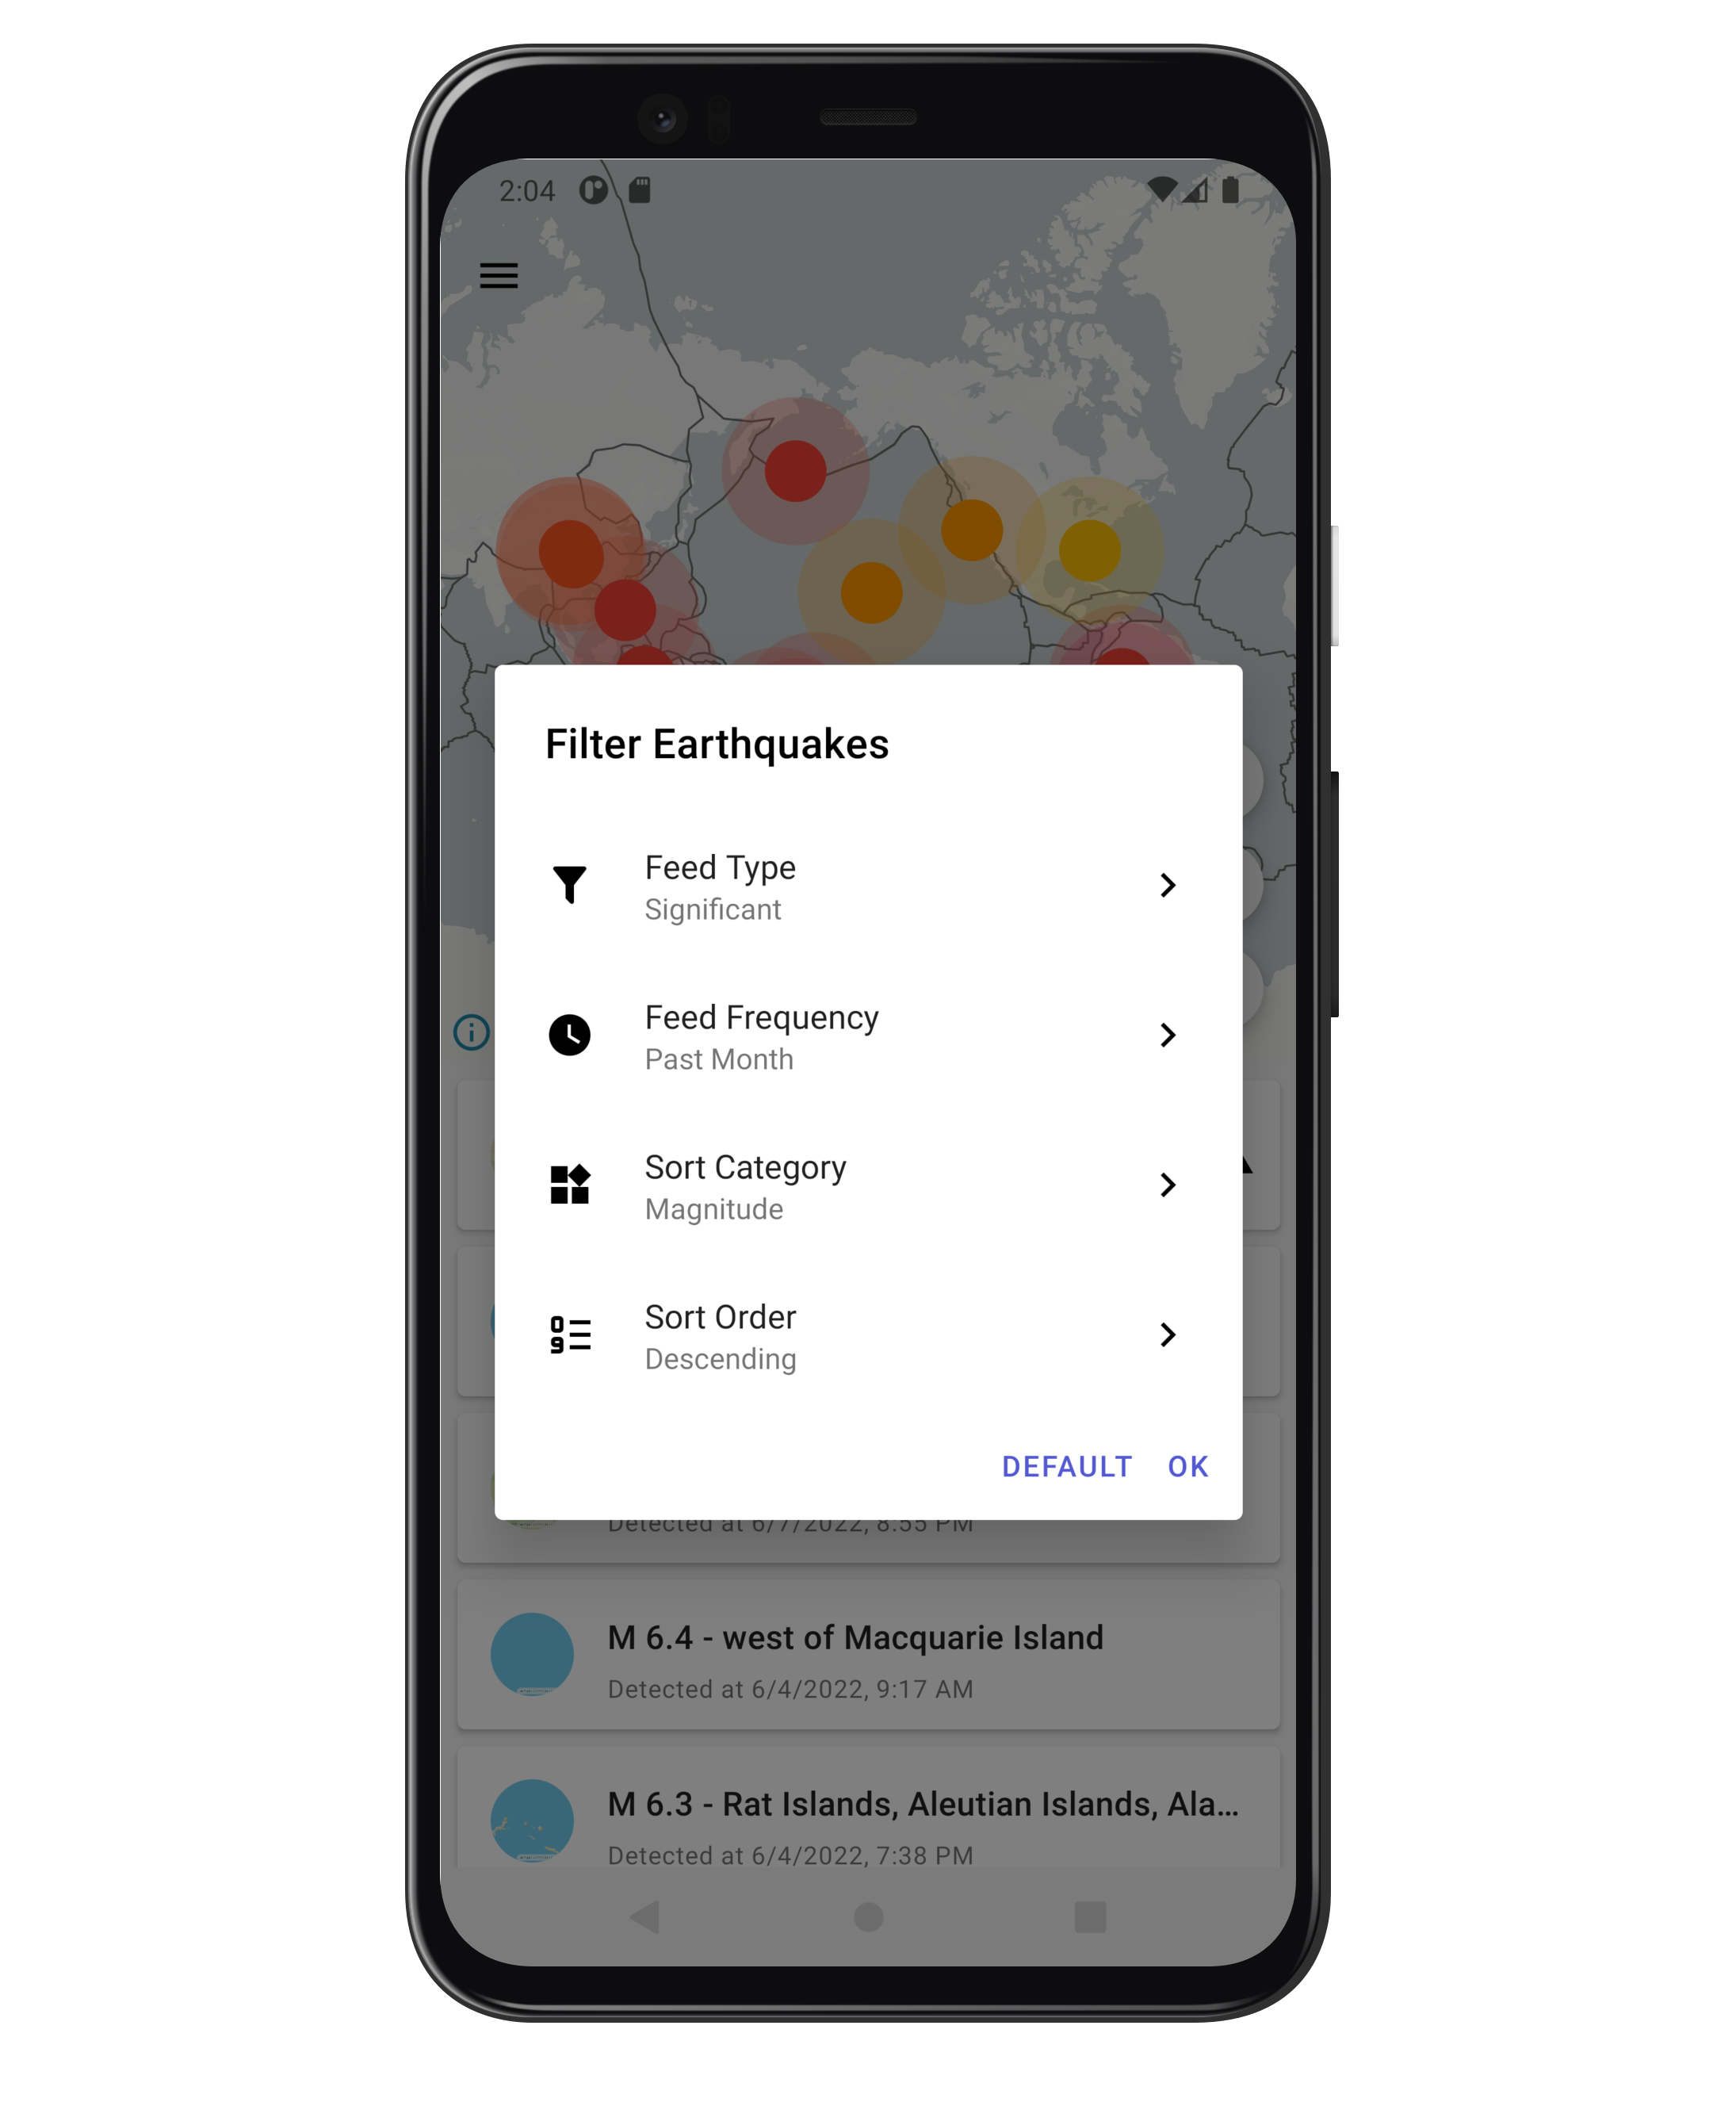 2:04
Filter Earthquakes
Feed Type
Significant
Feed Frequency
Past Month
Sort Category
Magnitude
Sort Order
Descending
DEFAULT OK
Detected at 6/7/2022, 8:55 PM
M 6.4 - west of Macquarie Island
Detected at 6/4/2022, 9:17 AM
M 6.3 - Rat Islands, Aleutian Islands, Ala...
Detected at 6/4/2022, 7:38 PM